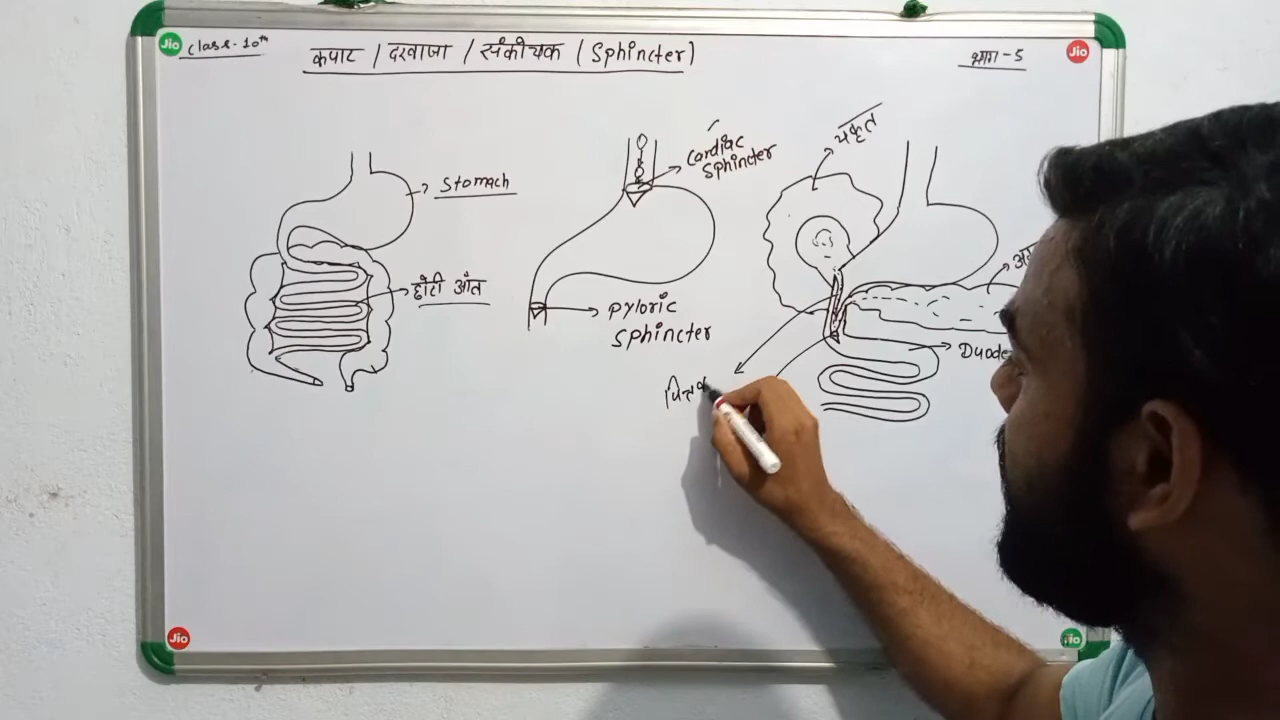 Jio
Class-10th
कपाट / दरवाजा / संकीचक (Sphincter)
भाग-5
Jio
Stomach
छोटी आँत
Cardiac
Sphincter
Pyloric
Sphincter
यकृत
Duode
Jio
Jio